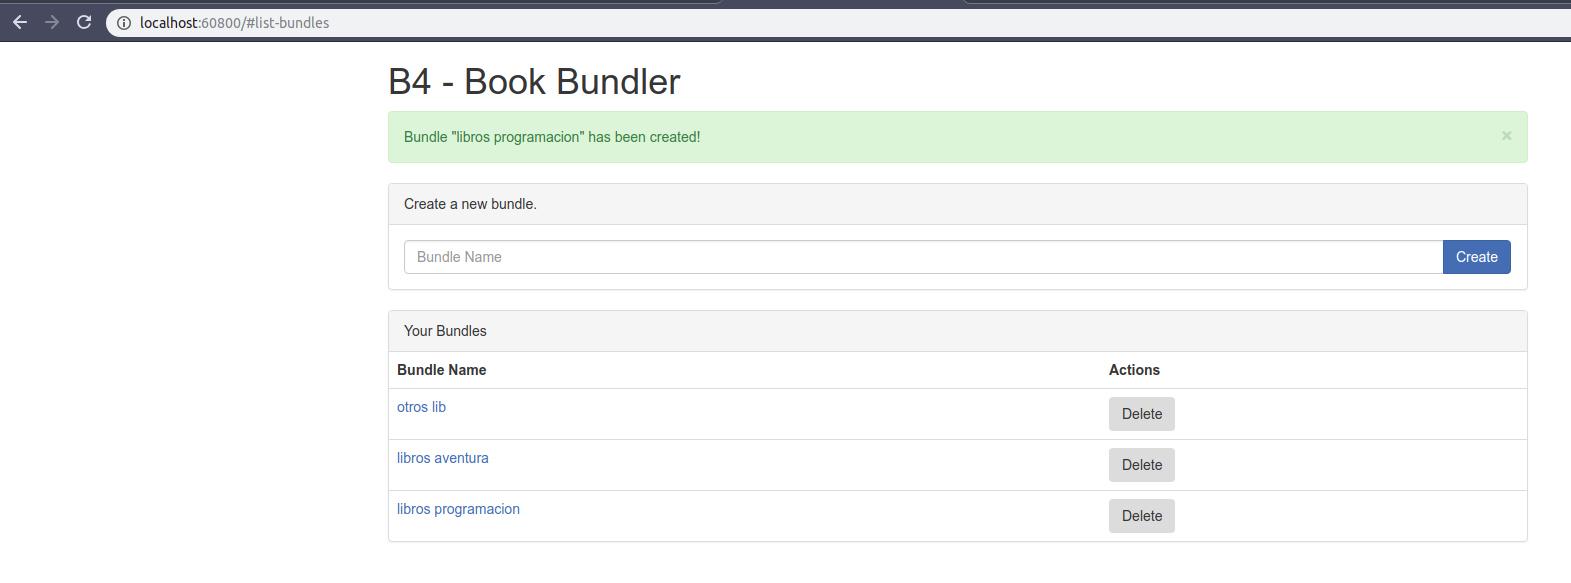 localhost:60800/#list-bundles
B4 - Book Bundler
Bundle "libros programacion" has been created!
×
Create a new bundle.
Bundle Name
Create
Your Bundles
Bundle Name Actions
otros lib Delete
libros aventura Delete
libros programacion Delete